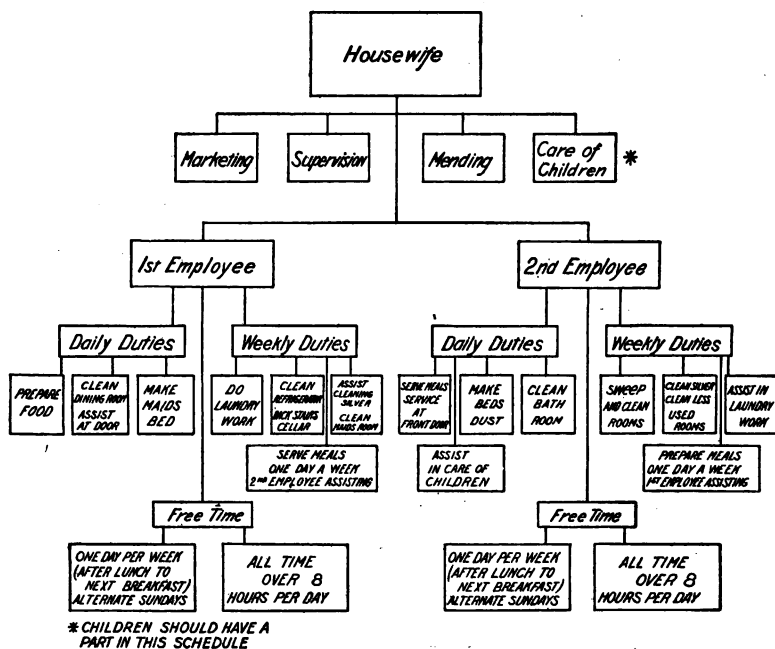 Housewife
Marketing
Supervision
Mending
Care of
Children
*
1st Employee
2nd Employee
Daily Duties
Weekly Duties
Daily Duties
Weekly Duties
PREPARE
FOOD
CLEAN
DINING ROOM
ASSIST
AT DOOR
MAKE
MAIDS
BED
DO
LAUNDRY
WORK
CLEAN
REFRIGERATOR
BACK STAIRS
CELLAR
ASSIST
CLEANING
SILVER
CLEAN
MAIDS ROOM
SERVE MEALS
ONE DAY A WEEK
2ND EMPLOYEE ASSISTING
SERVE MEALS
SERVICE
AT
FRONT DOOR
MAKE
BEDS
DUST
CLEAN
BATH
ROOM
ASSIST
IN CARE OF
CHILDREN
SWEEP
AND CLEAN
ROOMS
CLEAN SILVER
CLEAN LESS
USED
ROOMS
ASSIST IN
LAUNDRY
WORK
PREPARE MEALS
ONE DAY A WEEK
1ST EMPLOYEE ASSISTING
Free Time
ONE DAY PER WEEK
(AFTER LUNCH TO
NEXT BREAKFAST)
ALTERNATE SUNDAYS
ALL TIME
OVER 8
HOURS PER DAY
Free Time
ONE DAY PER WEEK
(AFTER LUNCH TO
NEXT BREAKFAST)
ALTERNATE SUNDAYS
ALL TIME
OVER 8
HOURS PER DAY
* CHILDREN SHOULD HAVE A
PART IN THIS SCHEDULE